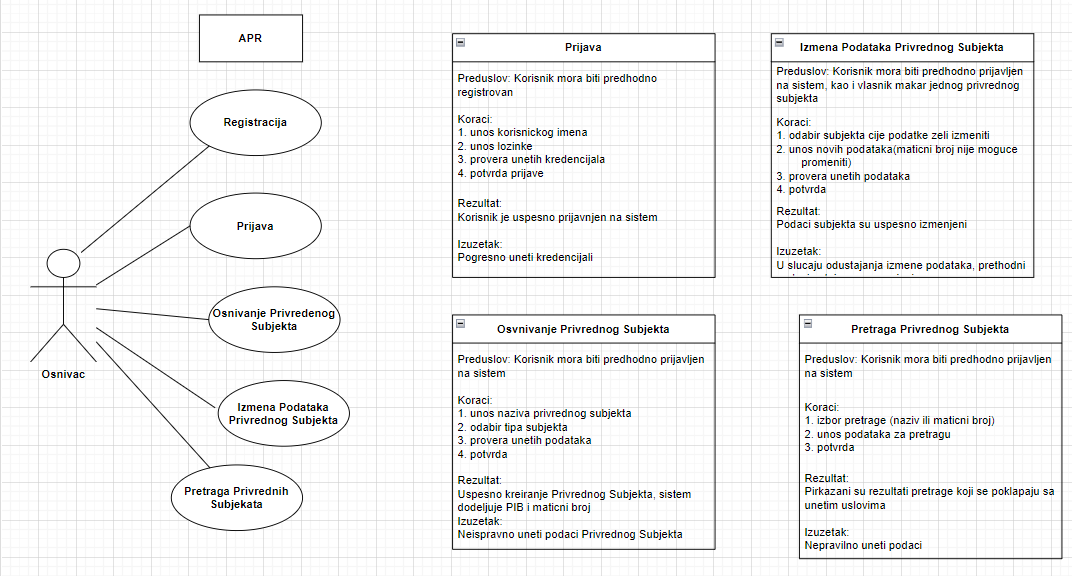 APR
Registracija
Prijava
Osnivanje Privredenog
Subjekta
Izmena Podataka
Privrednog Subjekta
Pretraga Privrednih
Subjekata
Osnivac
Prijava
Preduslov: Korisnik mora biti predhodno
registrovan
Koraci:
1. unos korisnickog imena
2. unos lozinke
3. provera unetih kredencijala
4. potvrda prijave
Rezultat:
Korisnik je uspesno prijavnjen na sistem
Izuzetak:
Pogresno uneti kredencijali
Izmena Podataka Privrednog Subjekta
Preduslov: Korisnik mora biti predhodno prijavljen
na sistem, kao i vlasnik makar jednog privrednog
subjekta
Koraci:
1. odabir subjekta cije podatke zeli izmeniti
2. unos novih podataka(maticni broj nije moguce
promeniti)
3. provera unetih podataka
4. potvrda
Rezultat:
Podaci subjekta su uspesno izmenjeni
Izuzetak:
U slucaju odustajanja izmene podataka, prethodni
Osvnivanje Privrednog Subjekta
Preduslov: Korisnik mora biti predhodno prijavljen
na sistem
Koraci:
1. unos naziva privrednog subjekta
2. odabir tipa subjekta
3. provera unetih podataka
4. potvrda
Rezultat:
Uspesno kreiranje Privrednog Subjekta, sistem
dodeljuje PIB i maticni broj
Izuzetak:
Neispravno uneti podaci Privrednog Subjekta
Pretraga Privrednog Subjekta
Preduslov: Korisnik mora biti predhodno prijavljen
na sistem
Koraci:
1. izbor pretrage (naziv ili maticni broj)
2. unos podataka za pretragu
3. potvrda
Rezultat:
Pirkazani su rezultati pretrage koji se poklapaju sa
unetim uslovima
Izuzetak:
Nepravilno uneti podaci